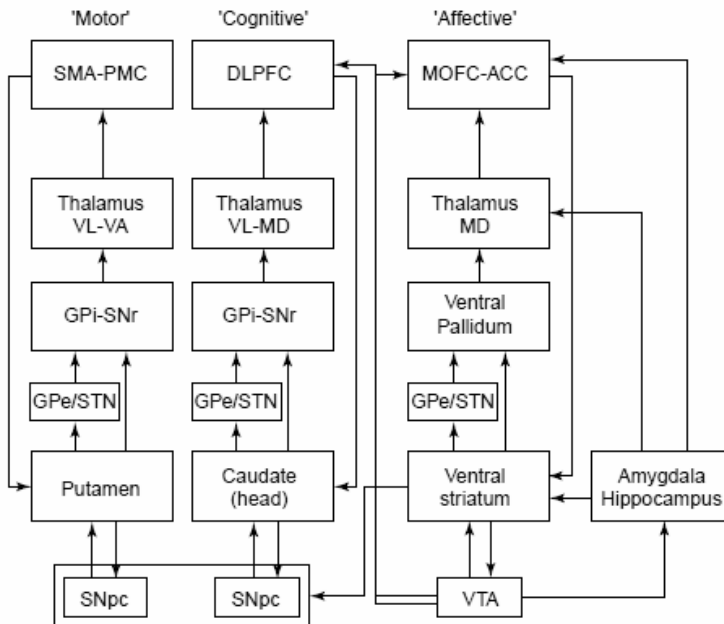 'Motor' 'Cognitive' 'Affective'
SMA-PMC DLPFC MOFC-ACC
Thalamus
VL-VA
Thalamus
VL-MD
Thalamus
MD
GPi-SNr GPi-SNr
Ventral
Pallidum
GPe/STN GPe/STN GPe/STN
Putamen
Caudate
(head)
Ventral
striatum
Amygdala
Hippocampus
SNpc SNpc VTA